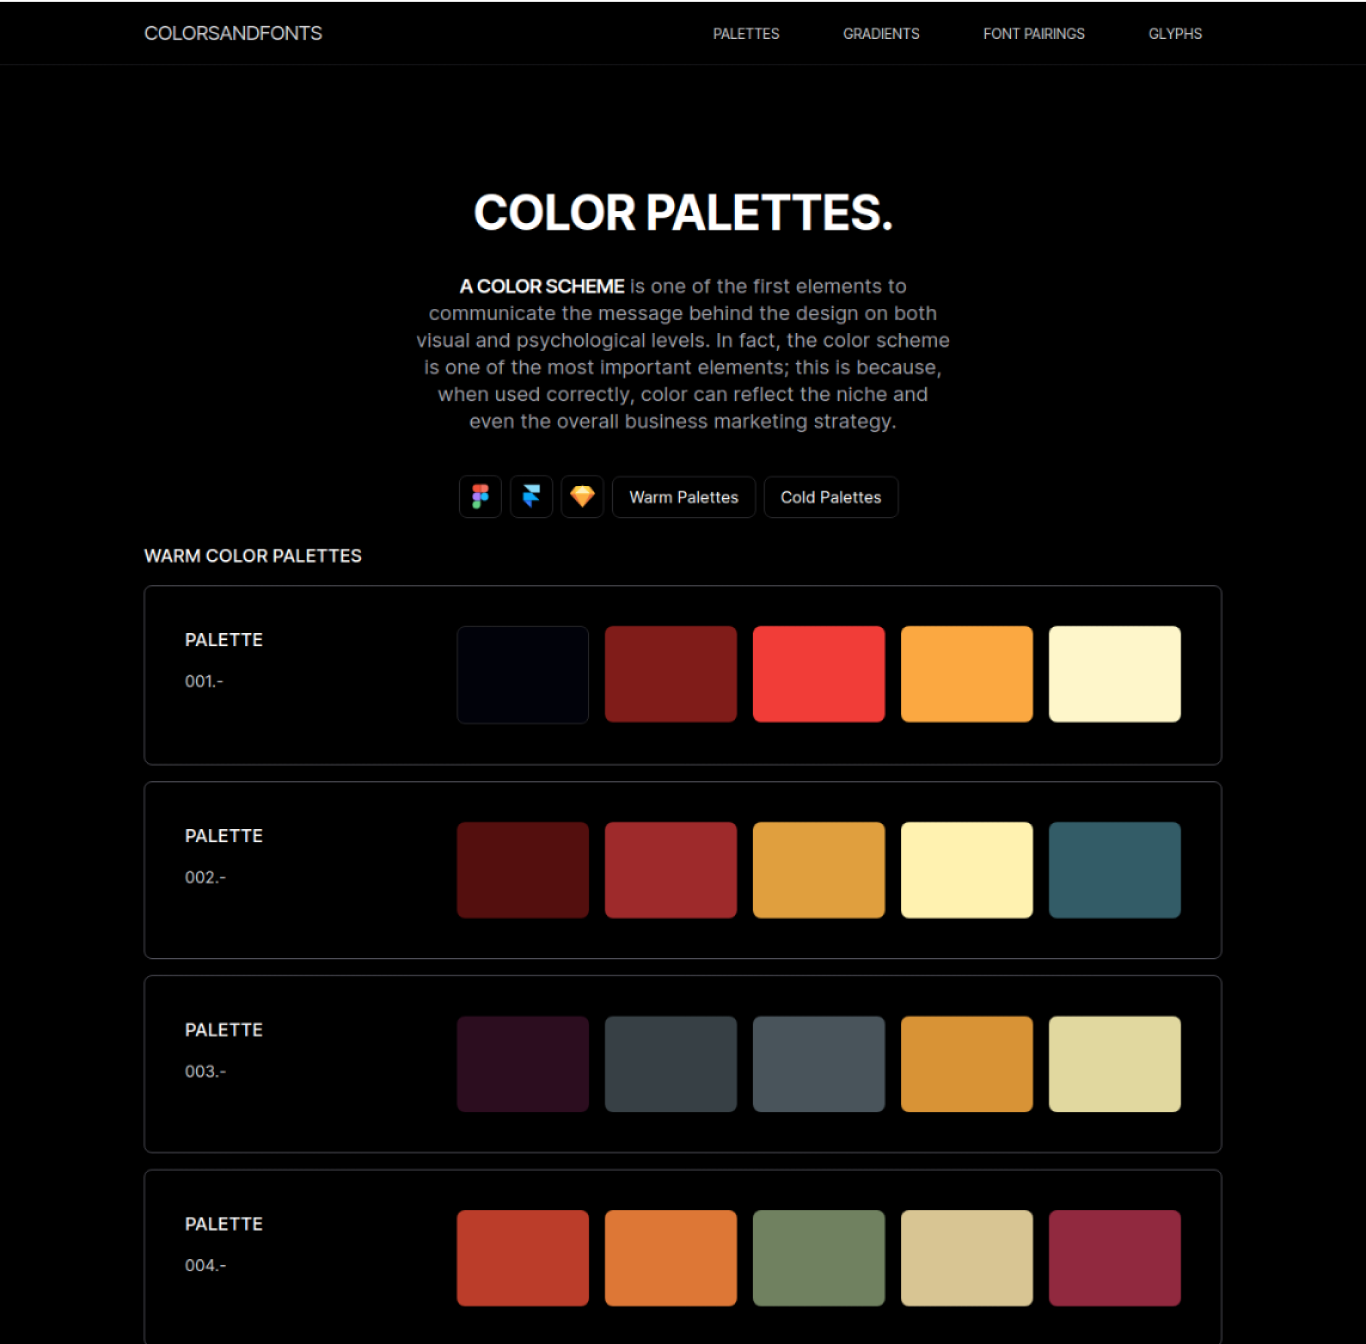 COLORSANDFONTS
PALETTES
GRADIENTS
FONT PAIRINGS
GLYPHS
COLOR PALETTES.
A COLOR SCHEME is one of the first elements to
communicate the message behind the design on both
visual and psychological levels. In fact, the color scheme
is one of the most important elements; this is because,
when used correctly, color can reflect the niche and
even the overall business marketing strategy.
Warm Palettes
Cold Palettes
WARM COLOR PALETTES
PALETTE
001.-
PALETTE
002.-
PALETTE
003.-
PALETTE
004.-